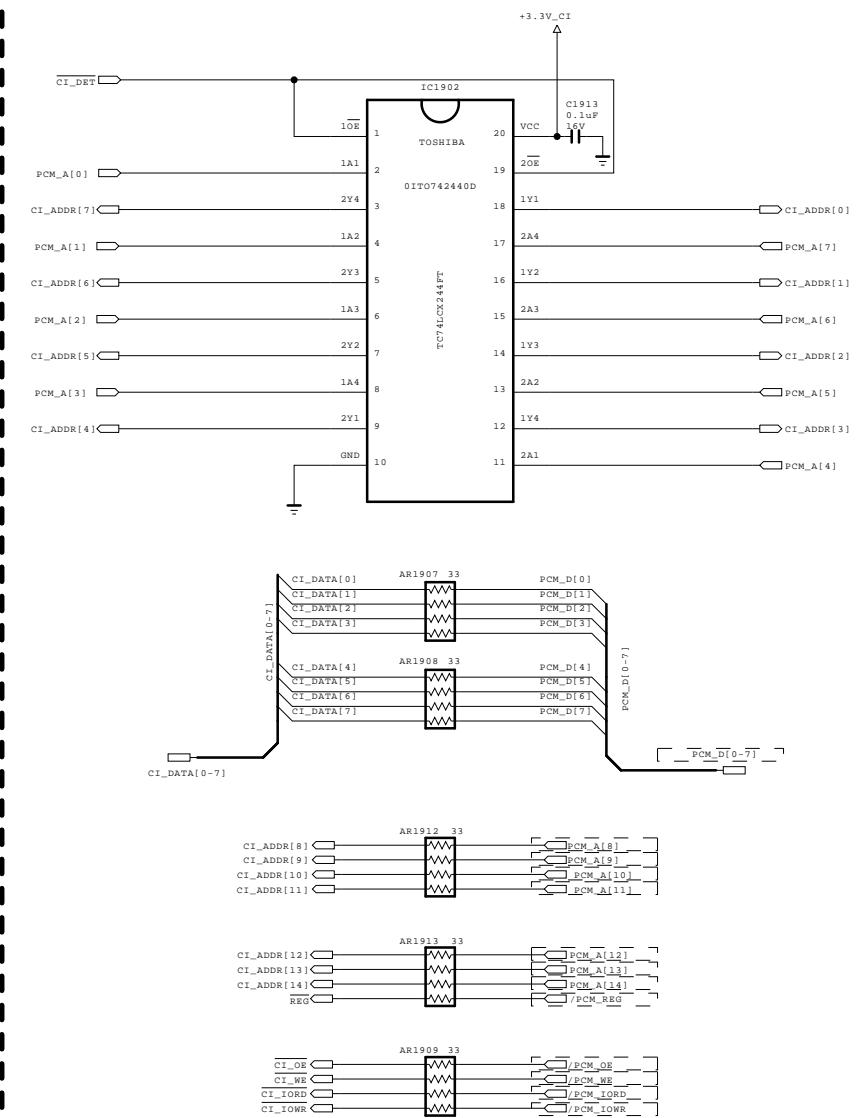 +3.3V_CI
CI_DET
IC1902
C1913
0.1uF
16V
1OE 1 20 VCC
TOSHIBA
PCM_A[0] 1A1 2 19 2OE
0ITO742440D
CI_ADDR[7] 2Y4 3 18 1Y1 CI_ADDR[0]
PCM_A[1] 1A2 4 17 2A4 PCM_A[7]
CI_ADDR[6] 2Y3 5 16 1Y2 CI_ADDR[1]
TC74LCX244FT
PCM_A[2] 1A3 6 15 2A3 PCM_A[6]
CI_ADDR[5] 2Y2 7 14 1Y3 CI_ADDR[2]
PCM_A[3] 1A4 8 13 2A2 PCM_A[5]
CI_ADDR[4] 2Y1 9 12 1Y4 CI_ADDR[3]
GND 10 11 2A1 PCM_A[4]
AR1907 33
CI_DATA[0] PCM_D[0]
CI_DATA[1] PCM_D[1]
CI_DATA[2] PCM_D[2]
CI_DATA[3] PCM_D[3]
CI_DATA[0-7]
PCM_D[0-7]
AR1908 33
CI_DATA[4] PCM_D[4]
CI_DATA[5] PCM_D[5]
CI_DATA[6] PCM_D[6]
CI_DATA[7] PCM_D[7]
PCM_D[0-7]
CI_DATA[0-7]
AR1912 33
CI_ADDR[8] PCM_A[8]
CI_ADDR[9] PCM_A[9]
CI_ADDR[10] PCM_A[10]
CI_ADDR[11] PCM_A[11]
AR1913 33
CI_ADDR[12] PCM_A[12]
CI_ADDR[13] PCM_A[13]
CI_ADDR[14] PCM_A[14]
REG /PCM_REG
AR1909 33
CI_OE /PCM_OE
CI_WE /PCM_WE
CI_IORD /PCM_IORD
CI_IOWR /PCM_IOWR